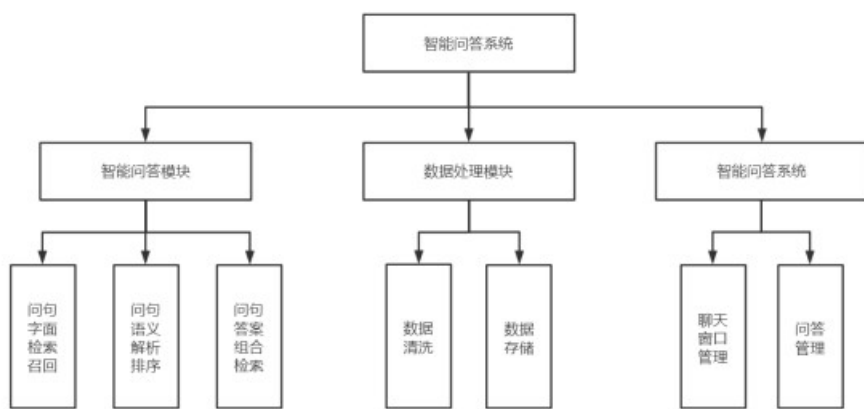 智能问答系统
智能问答模块
数据处理模块
智能问答系统
问句
字面
检索
召回
问句
语义
解析
排序
问句
答案
组合
检索
数据
清洗
数据
存储
聊天
窗口
管理
问答
管理